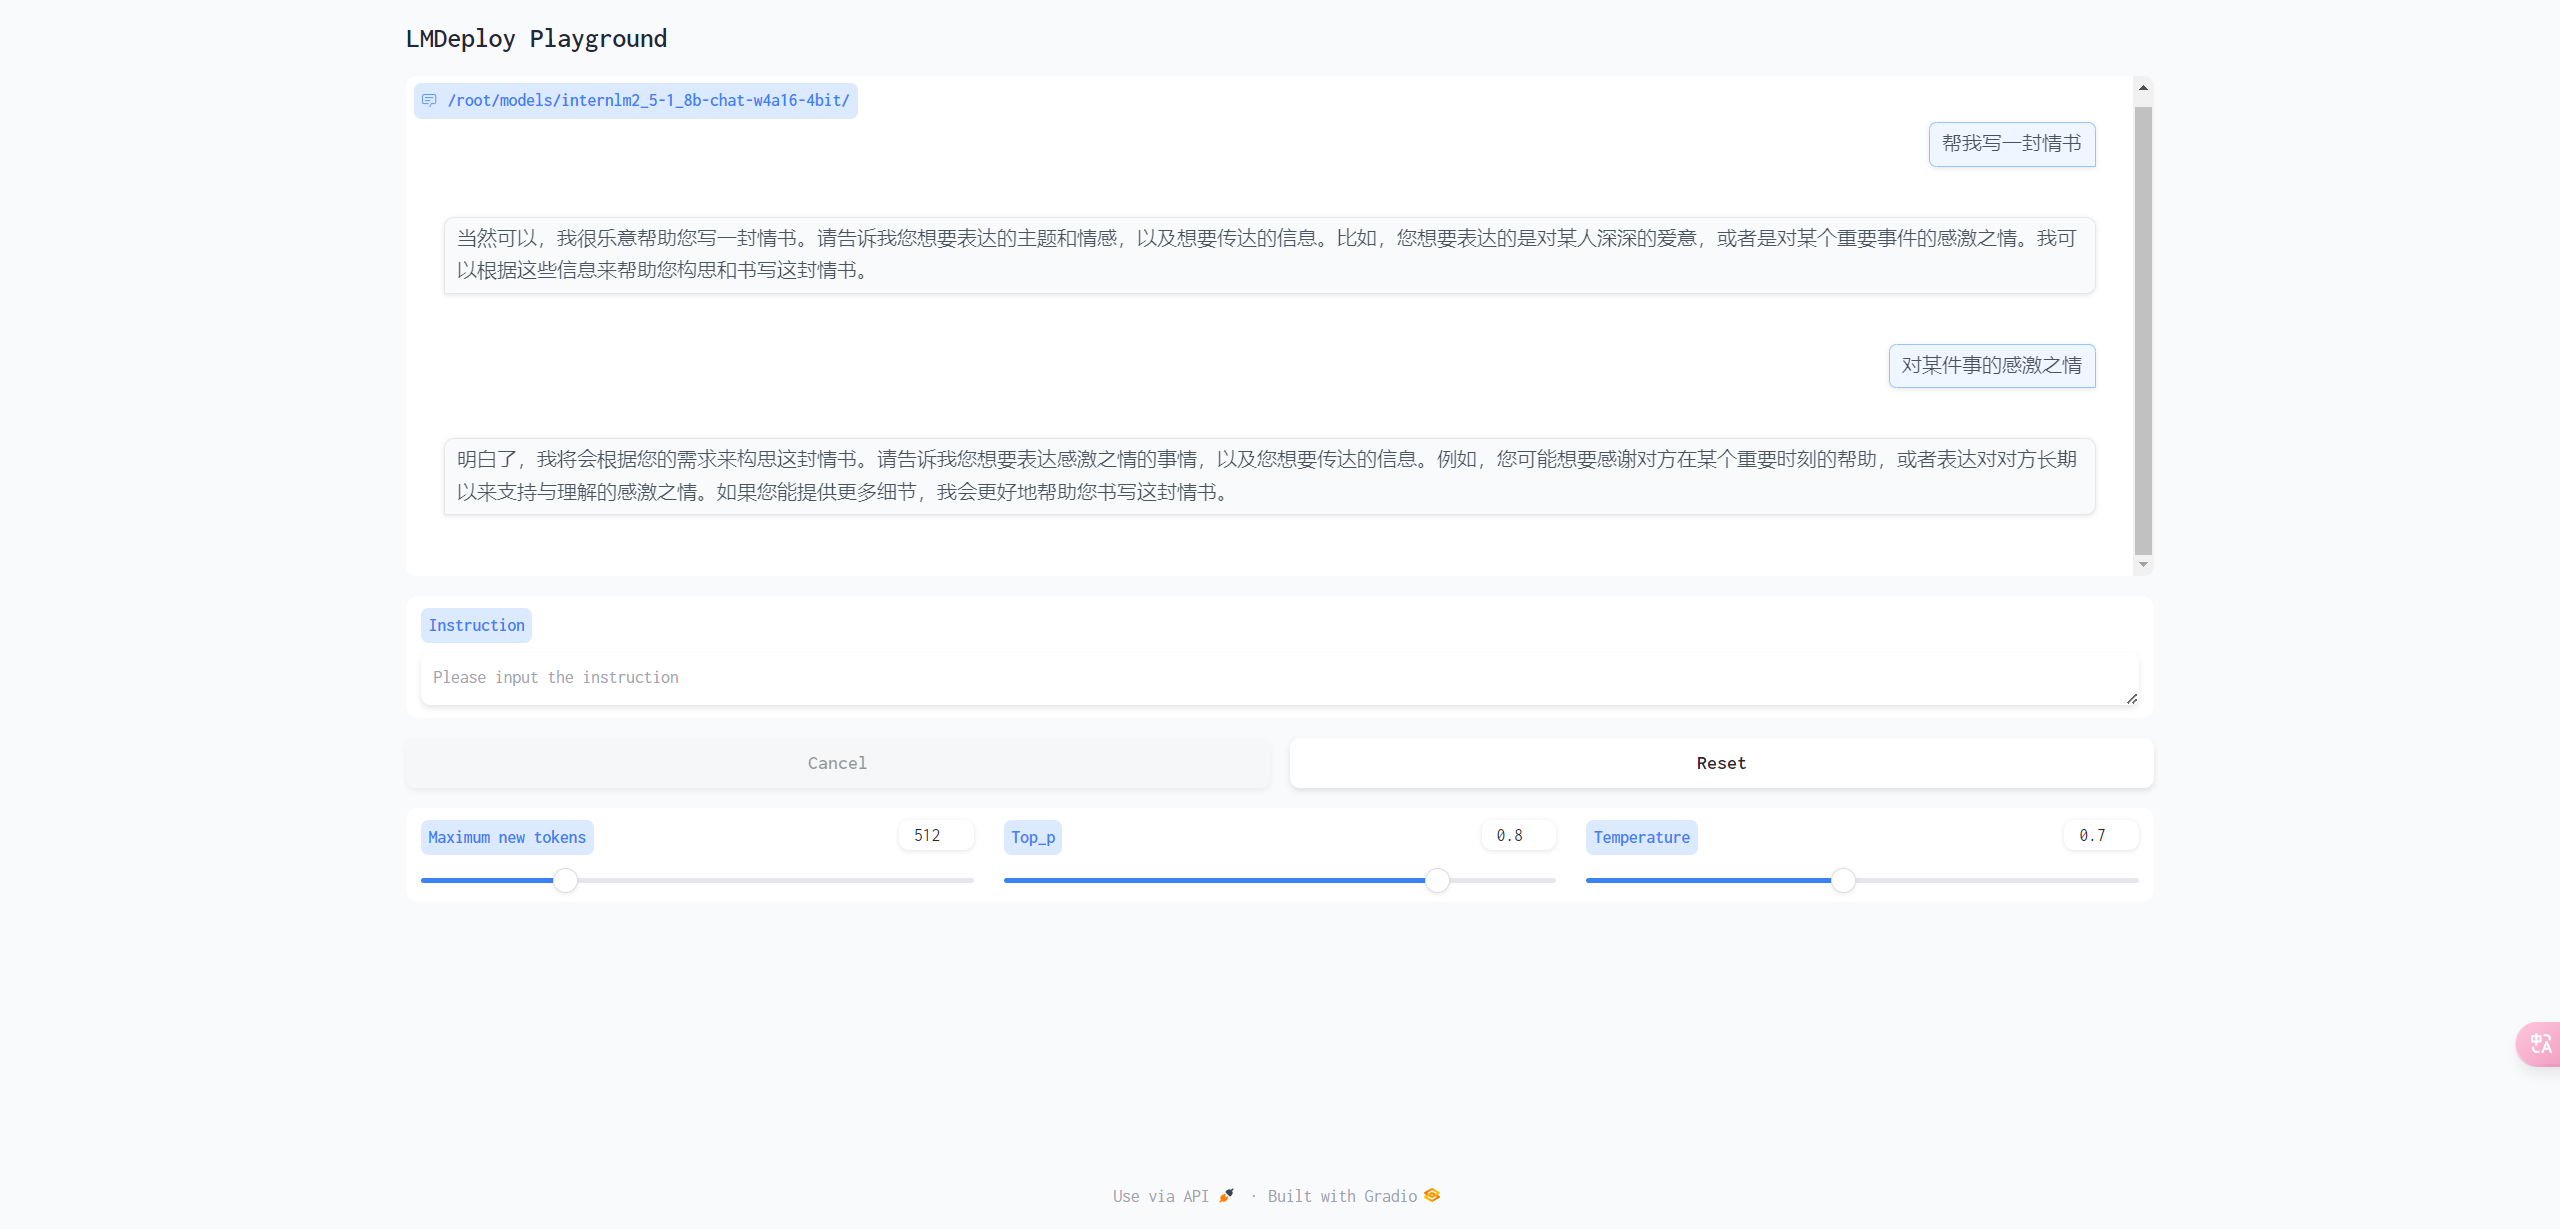 LMDeploy Playground
/root/models/internlm2_5-1_8b-chat-w4a16-4bit/
帮我写一封情书
当然可以，我很乐意帮助您写一封情书。请告诉我您想要表达的主题和情感，以及想要传达的信息。比如，您想要表达的是对某人深深的爱意，或者是对某个重要事件的感激之情。我可
以根据这些信息来帮助您构思和书写这封情书。
对某件事的感激之情
明白了，我将会根据您的需求来构思这封情书。请告诉我您想要表达感激之情的事情，以及您想要传达的信息。例如，您可能想要感谢对方在某个重要时刻的帮助，或者表达对对方长期
以来支持与理解的感激之情。如果您能提供更多细节，我会更好地帮助您书写这封情书。
Instruction
Please input the instruction
Cancel
Reset
Maximum new tokens
512
Top_p
0.8
Temperature
0.7
中A
Use via API · Built with Gradio